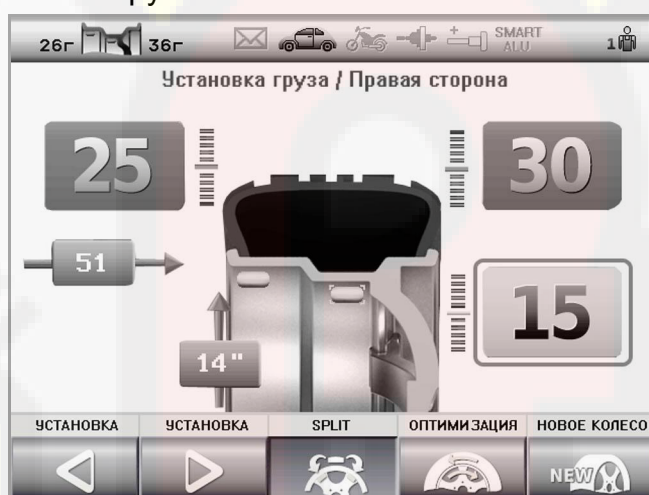 26г 36г SMART
ALU 1
Установка груза / Правая сторона
25 30
51
15
14"
УСТАНОВКА УСТАНОВКА SPLIT ОПТИМИЗАЦИЯ НОВОЕ КОЛЕСО
NEW